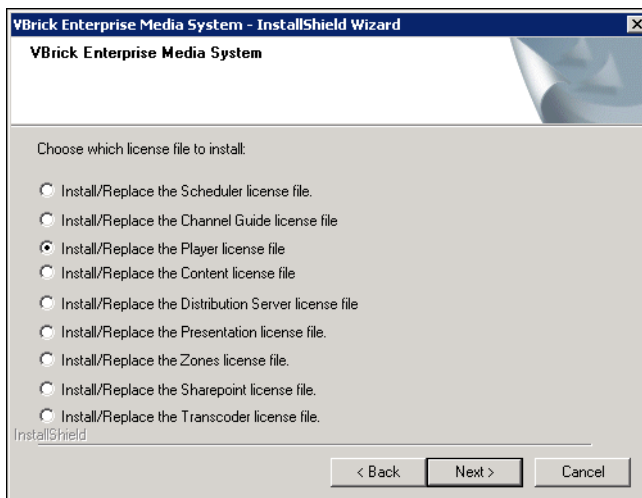 VBrick Enterprise Media System - InstallShield Wizard
VBrick Enterprise Media System
Choose which license file to install:
Install/Replace the Scheduler license file.
Install/Replace the Channel Guide license file
Install/Replace the Player license file
Install/Replace the Content license file
Install/Replace the Distribution Server license file
Install/Replace the Presentation license file.
Install/Replace the Zones license file.
Install/Replace the Sharepoint license file.
Install/Replace the Transcoder license file.
InstallShield
< Back
Next >
Cancel